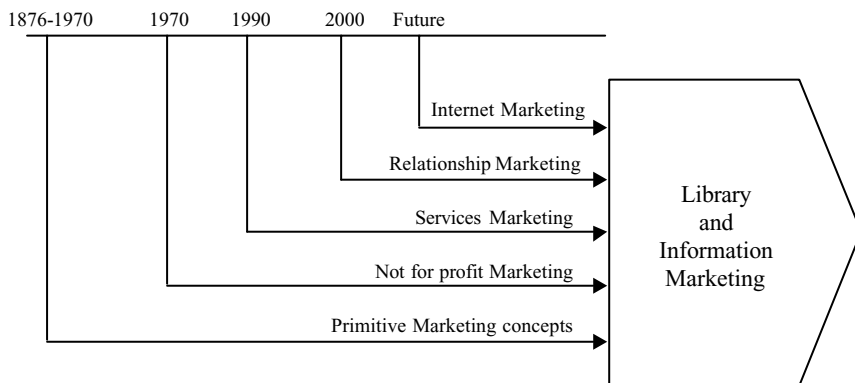 1876-1970 1970 1990 2000 Future
Internet Marketing
Relationship Marketing
Services Marketing
Not for profit Marketing
Primitive Marketing concepts
Library
and
Information
Marketing